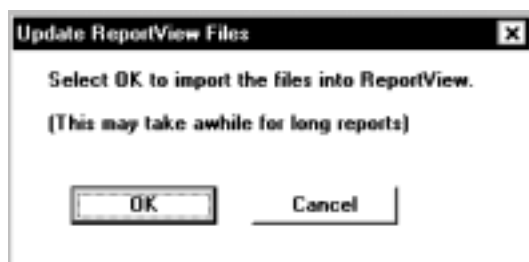 Update ReportView Files
Select OK to import the files into ReportView.
(This may take awhile for long reports)
OK Cancel